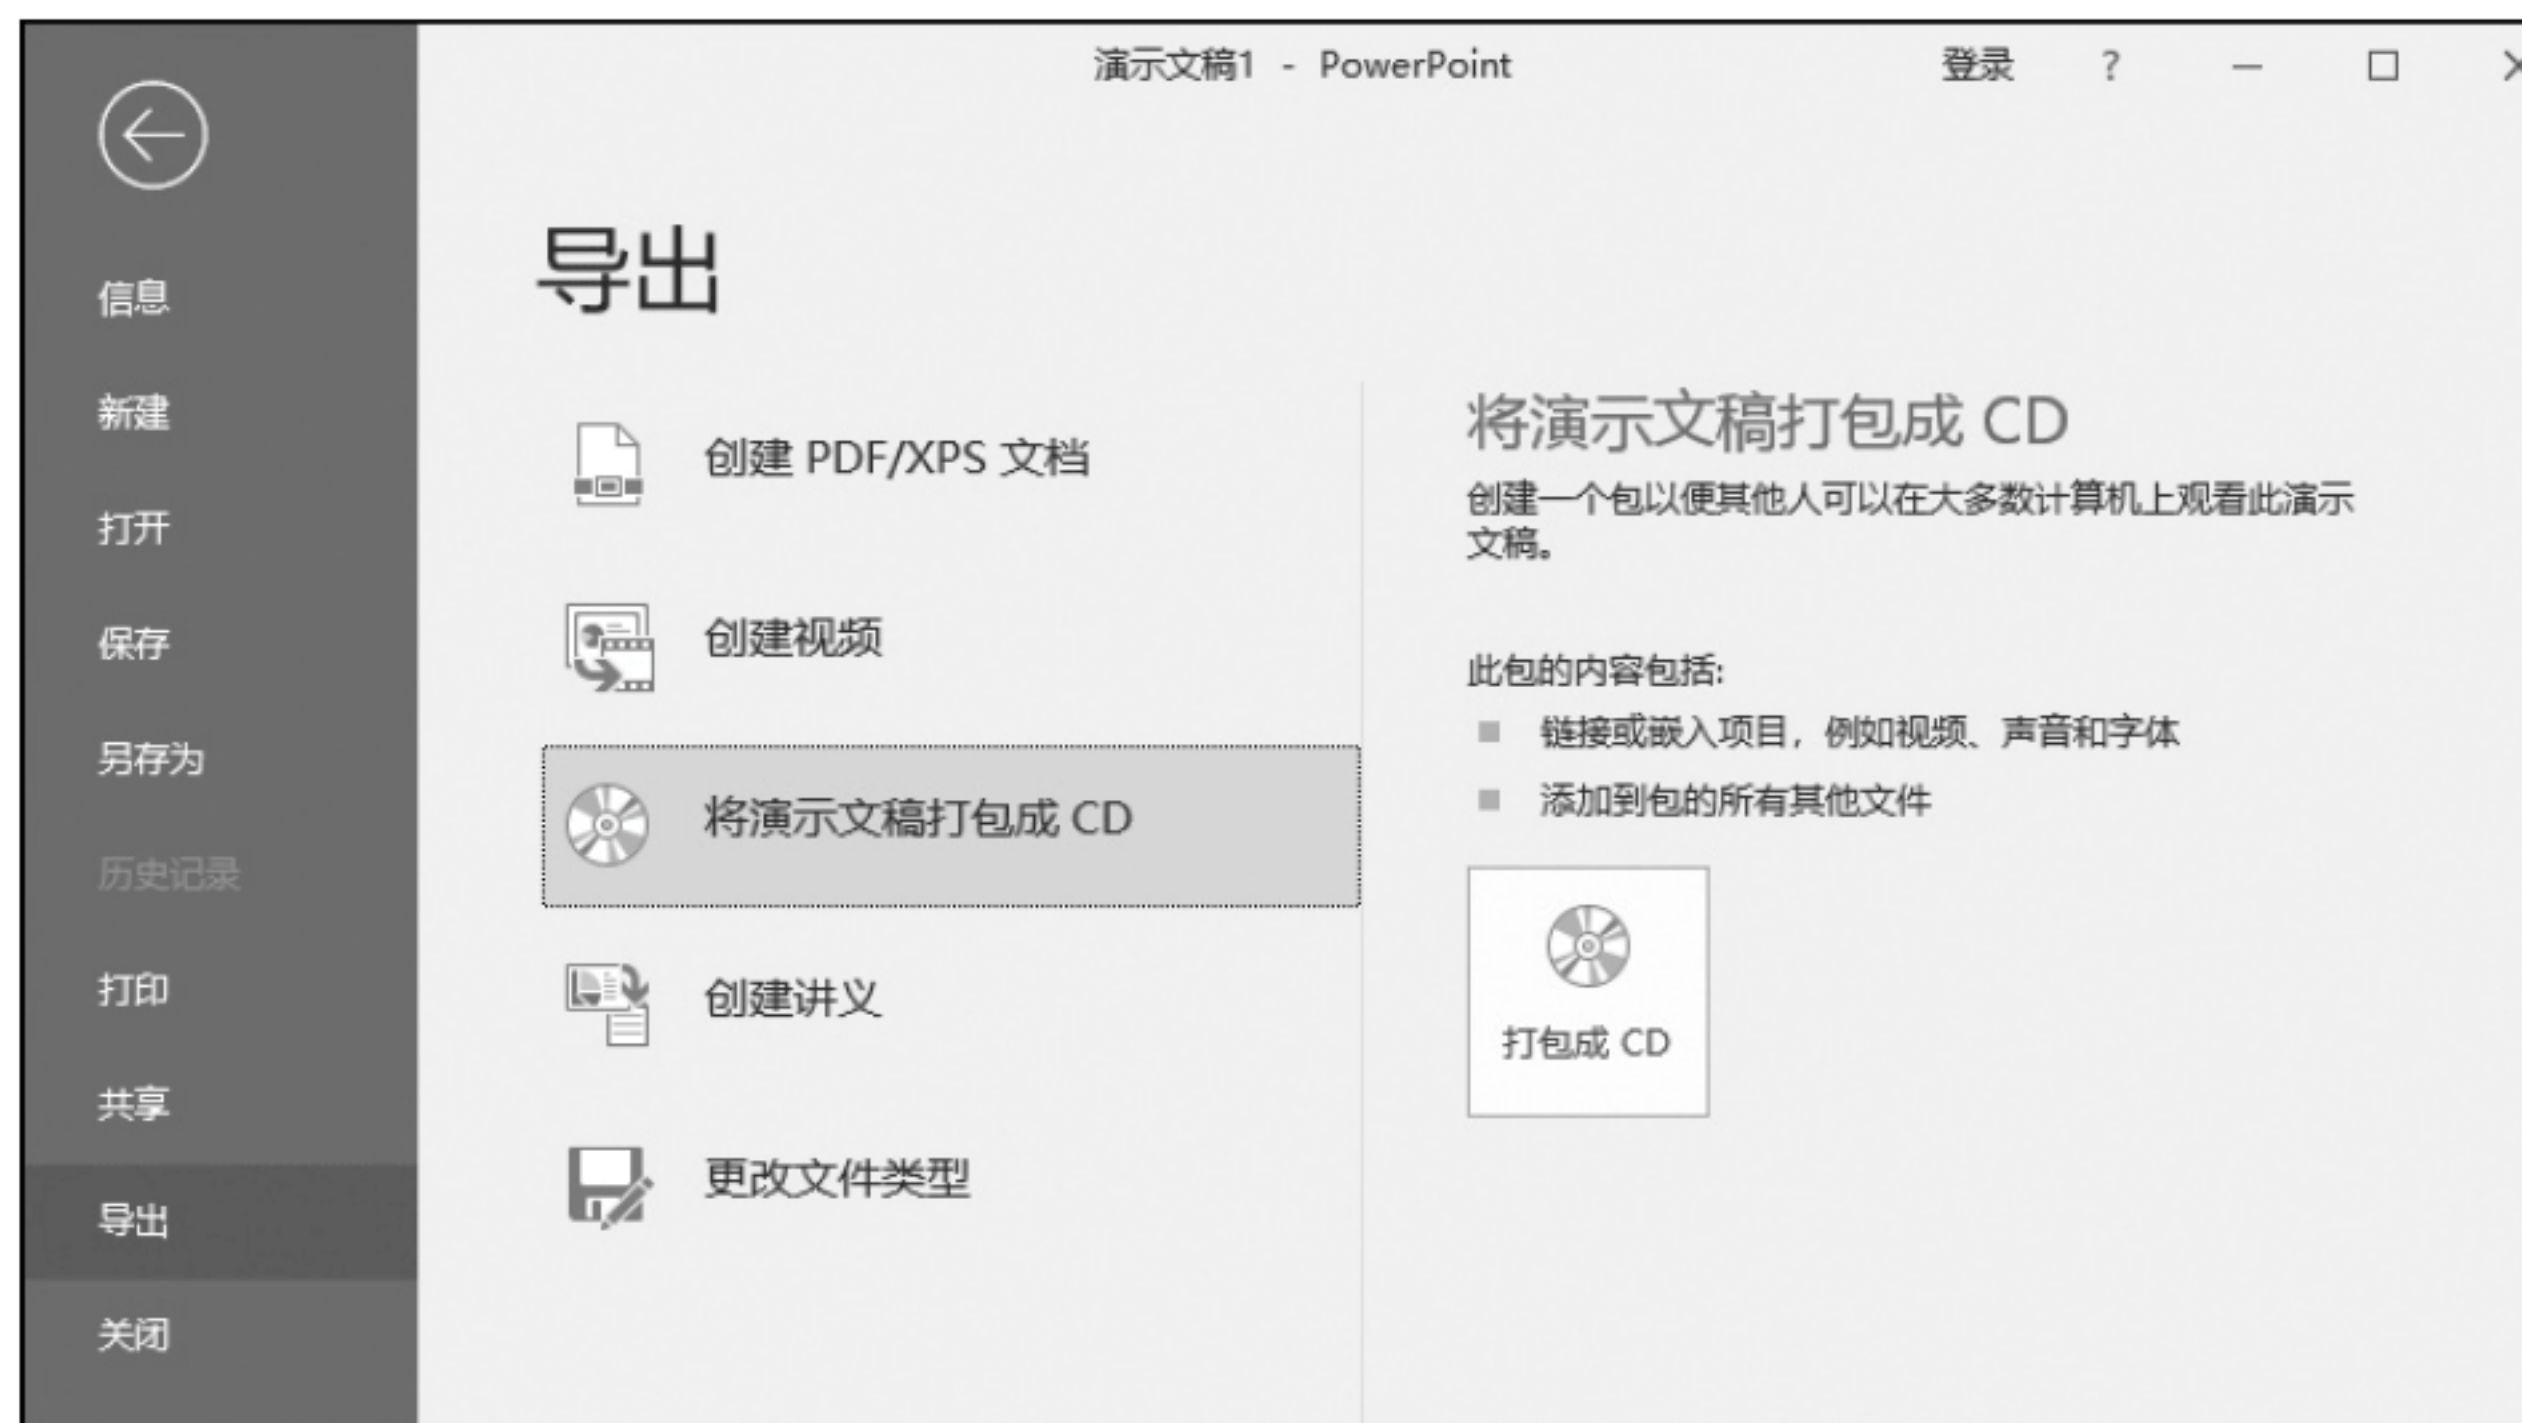 演示文稿1 - PowerPoint
登录 ?
信息
新建
打开
保存
另存为
历史记录
打印
共享
导出
关闭
导出
创建 PDF/XPS 文档
创建视频
将演示文稿打包成 CD
创建讲义
更改文件类型
将演示文稿打包成 CD
创建一个包以便其他人可以在大多数计算机上观看此演示
文稿。
此包的内容包括:
链接或嵌入项目，例如视频、声音和字体
添加到包的所有其他文件
打包成 CD